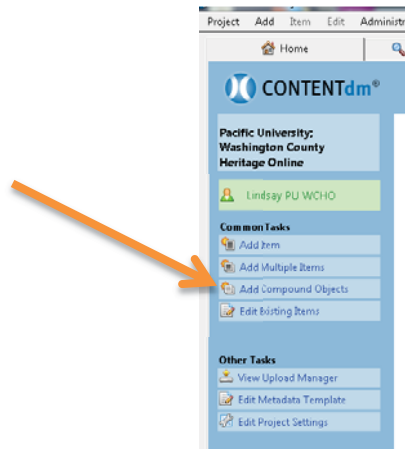 Project Add Item Edit Administr
Home
CONTENTdm®
Pacific University;
Washington County
Heritage Online
Lindsay PU WCHO
Common Tasks
Add Item
Add Multiple Items
Add Compound Objects
Edit Existing Items
Other Tasks
View Upload Manager
Edit Metadata Template
Edit Project Settings